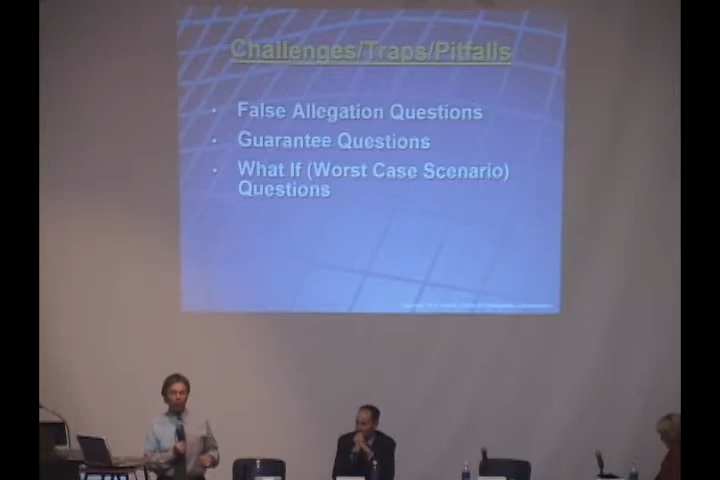 Challenges/Traps/Pitfalls
• False Allegation Questions
• Guarantee Questions
• What If (Worst Case Scenario)
Questions